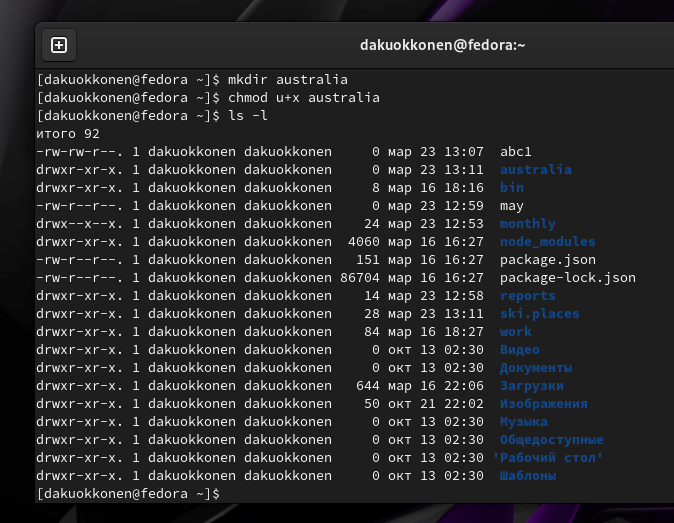 dakuokkonen@fedora:~
[dakuokkonen@fedora ~]$ mkdir australia
[dakuokkonen@fedora ~]$ chmod u+x australia
[dakuokkonen@fedora ~]$ ls -l
итого 92
-rw-rw-r--. 1 dakuokkonen dakuokkonen     0 мар 23 13:07  abc1
drwxr-xr-x. 1 dakuokkonen dakuokkonen     0 мар 23 13:11  australia
drwxr-xr-x. 1 dakuokkonen dakuokkonen     8 мар 16 18:16  bin
-rw-r--r--. 1 dakuokkonen dakuokkonen     0 мар 23 12:59  may
drwx--x--x. 1 dakuokkonen dakuokkonen    24 мар 23 12:53  monthly
drwxr-xr-x. 1 dakuokkonen dakuokkonen  4060 мар 16 16:27  node_modules
-rw-r--r--. 1 dakuokkonen dakuokkonen   151 мар 16 16:27  package.json
-rw-r--r--. 1 dakuokkonen dakuokkonen 86704 мар 16 16:27  package-lock.json
drwxr-xr-x. 1 dakuokkonen dakuokkonen    14 мар 23 12:58  reports
drwxr-xr-x. 1 dakuokkonen dakuokkonen    28 мар 23 13:11  ski.places
drwxr-xr-x. 1 dakuokkonen dakuokkonen    84 мар 16 18:27  work
drwxr-xr-x. 1 dakuokkonen dakuokkonen     0 окт 13 02:30  Видео
drwxr-xr-x. 1 dakuokkonen dakuokkonen     0 окт 13 02:30  Документы
drwxr-xr-x. 1 dakuokkonen dakuokkonen   644 мар 16 22:06  Загрузки
drwxr-xr-x. 1 dakuokkonen dakuokkonen    50 окт 21 22:02  Изображения
drwxr-xr-x. 1 dakuokkonen dakuokkonen     0 окт 13 02:30  Музыка
drwxr-xr-x. 1 dakuokkonen dakuokkonen     0 окт 13 02:30  Общедоступные
drwxr-xr-x. 1 dakuokkonen dakuokkonen     0 окт 13 02:30 'Рабочий стол'
drwxr-xr-x. 1 dakuokkonen dakuokkonen     0 окт 13 02:30  Шаблоны
[dakuokkonen@fedora ~]$